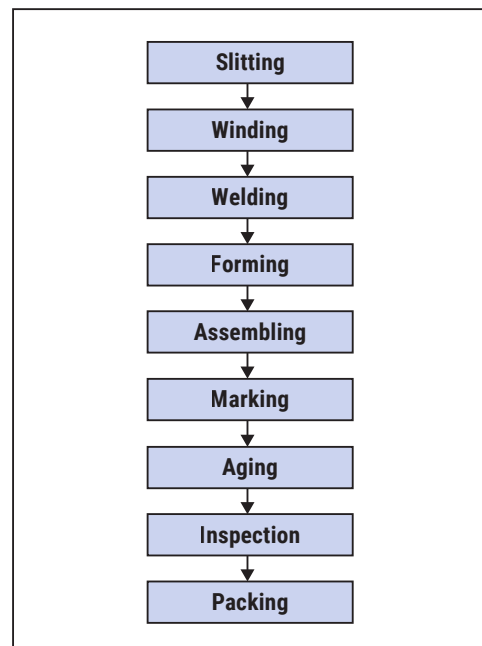 Slitting
Winding
Welding
Forming
Assembling
Marking
Aging
Inspection
Packing